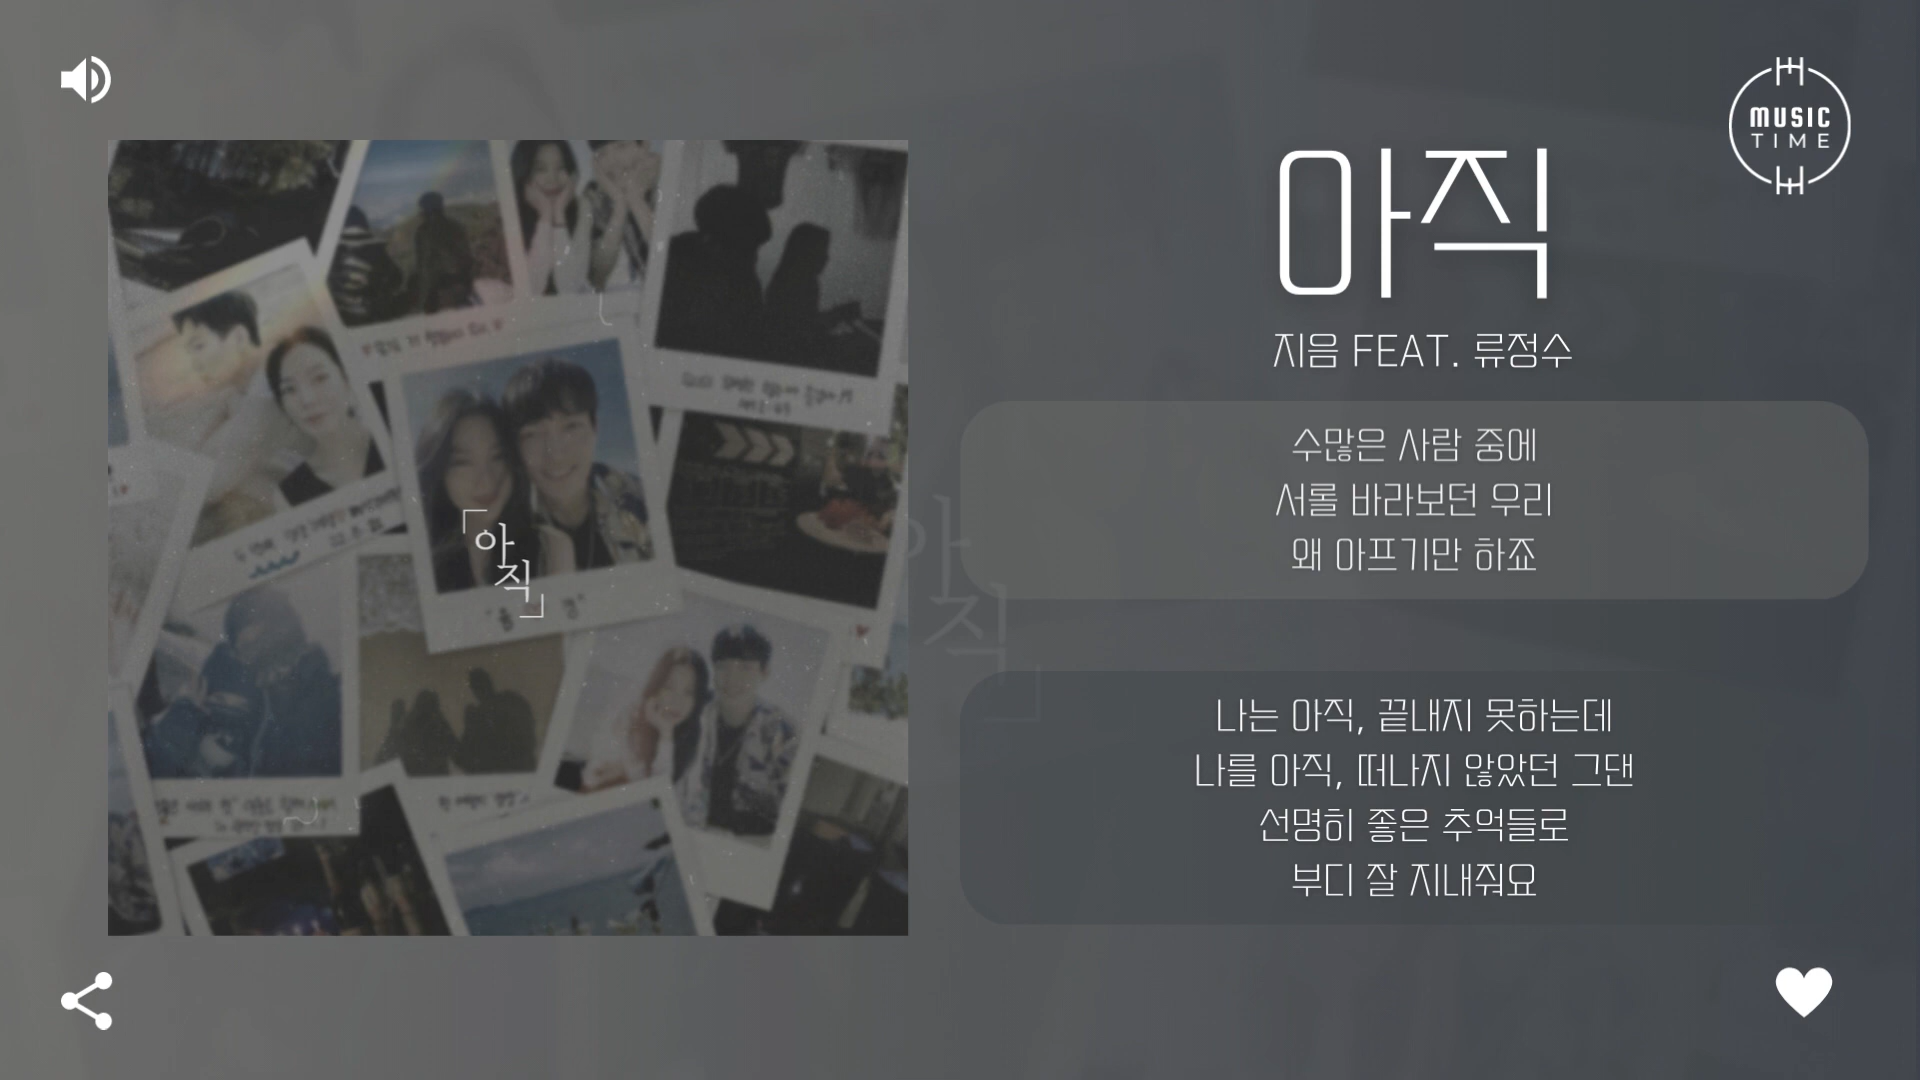 MUSIC
TIME
아직
지음 FEAT. 류정수
수많은 사람 중에
서롤 바라보던 우리
왜 아프기만 하죠
나는 아직, 끝내지 못하는데
나를 아직, 떠나지 않았던 그댄
선명히 좋은 추억들로
부디 잘 지내줘요
「아
직」
아
직」